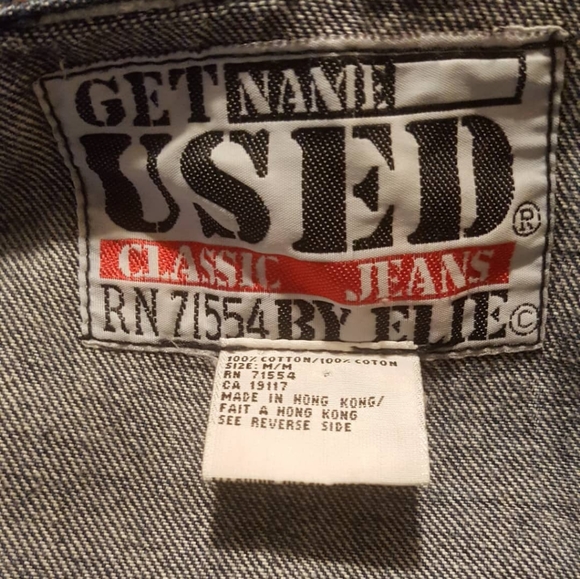 GET NAME
USED®
CLASSIC JEANS
RN 71554 BY ELIE©
100% COTTON/100% COTON
SIZE: M/M
RN 71554
CA 19117
MADE IN HONG KONG/
FAIT A HONG KONG
SEE REVERSE SIDE